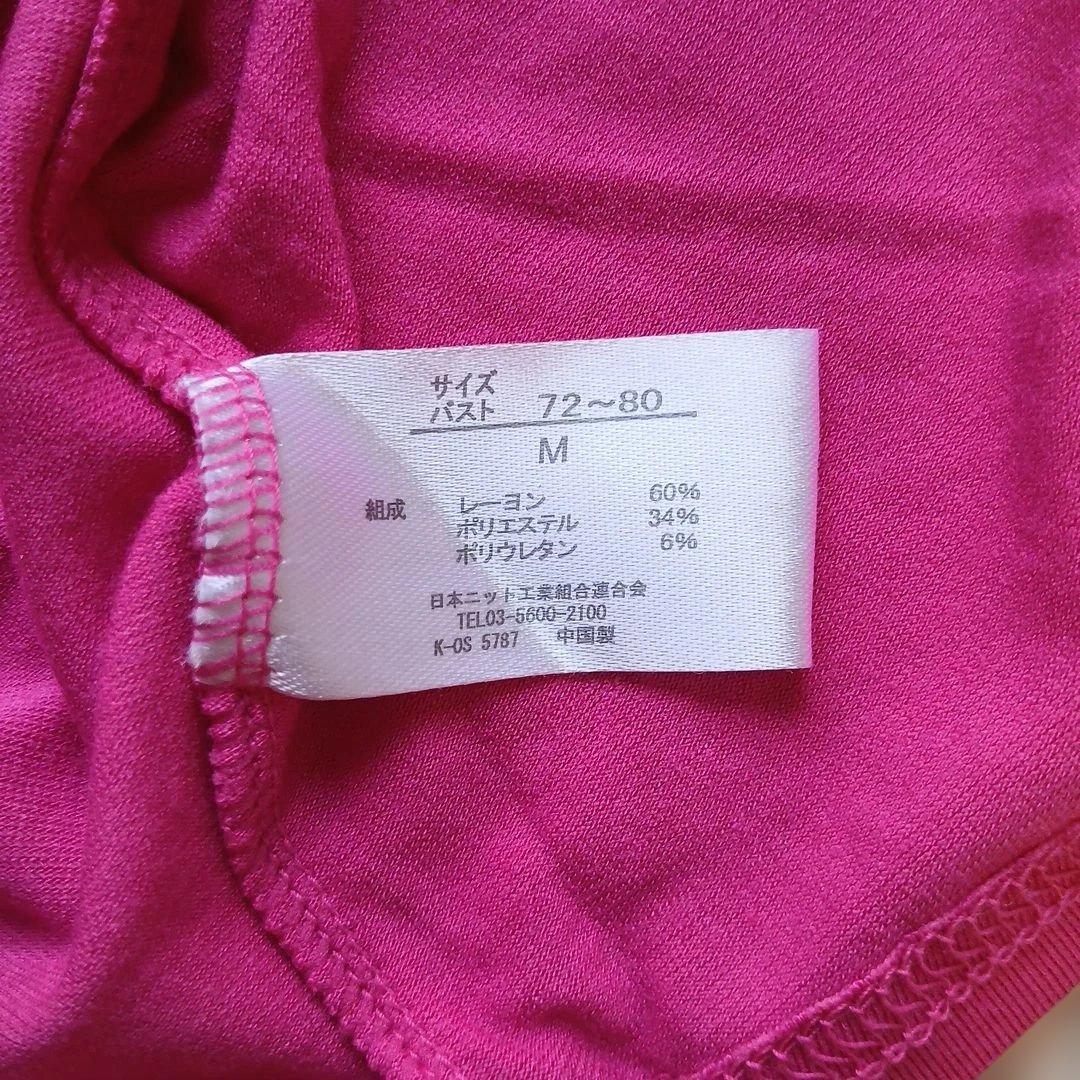 サイズ
バスト 72～80
M
組成 レーヨン 60%
ポリエステル 34%
ポリウレタン 6%
日本ニット工業組合連合会
TEL03-5600-2100
K-OS 5787 中国製